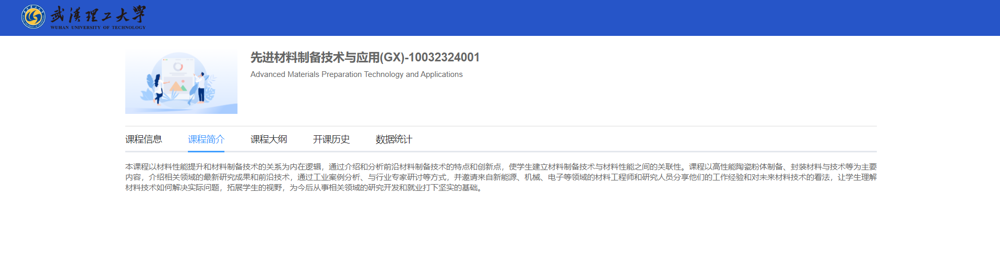 武漢理工大學
WUHAN UNIVERSITY OF TECHNOLOGY
先进材料制备技术与应用(GX)-10032324001
Advanced Materials Preparation Technology and Applications
课程信息 课程简介 课程大纲 开课历史 数据统计
本课程以材料性能提升和材料制备技术的关系为内在逻辑，通过介绍和分析前沿材料制备技术的特点和创新点，使学生建立材料制备技术与材料性能之间的关联性。课程以高性能陶瓷粉体制备、封装材料与技术等为主要
内容，介绍相关领域的最新研究成果和前沿技术，通过工业案例分析、与行业专家研讨等方式，并邀请来自新能源、机械、电子等领域的材料工程师和研究人员分享他们的工作经验和对未来材料技术的看法，让学生理解
材料技术如何解决实际问题，拓展学生的视野，为今后从事相关领域的研究开发和就业打下坚实的基础。